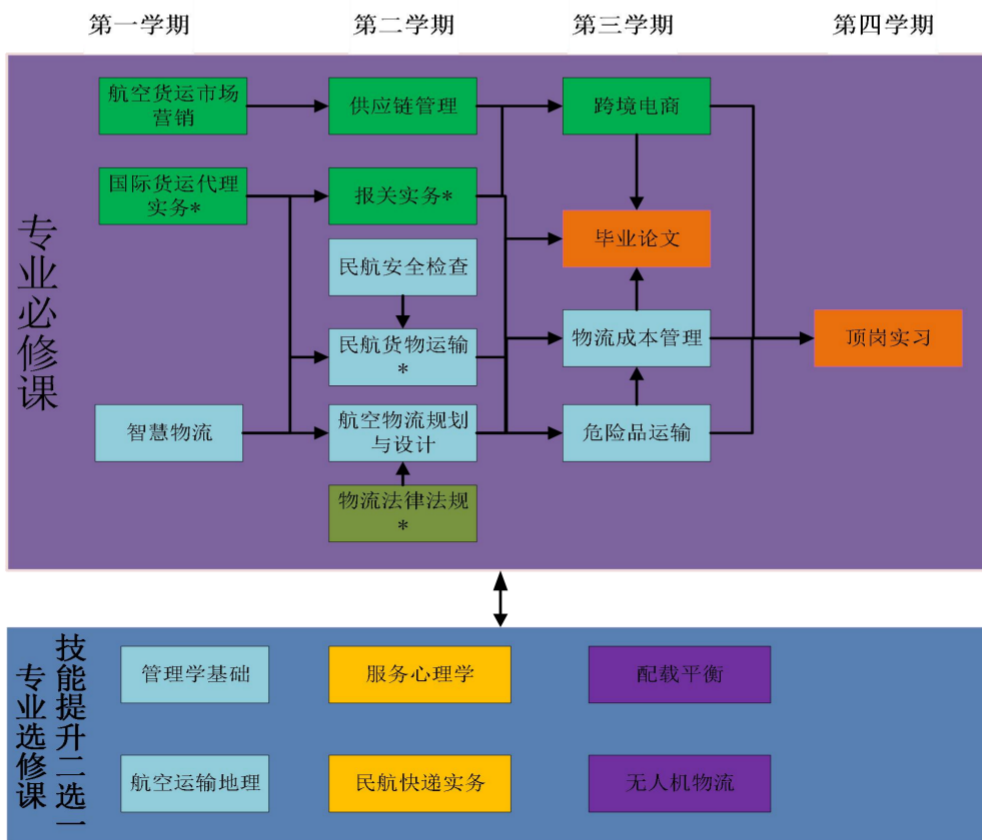 第一学期
第二学期
第三学期
第四学期
专业必修课
航空货运市场
营销
供应链管理
跨境电商
国际货运代理
实务*
报关实务*
毕业论文
民航安全检查
民航货物运输
*
物流成本管理
顶岗实习
智慧物流
航空物流规划
与设计
危险品运输
物流法律法规
*
技能提升二选一
专业选修课
管理学基础
服务心理学
配载平衡
航空运输地理
民航快递实务
无人机物流